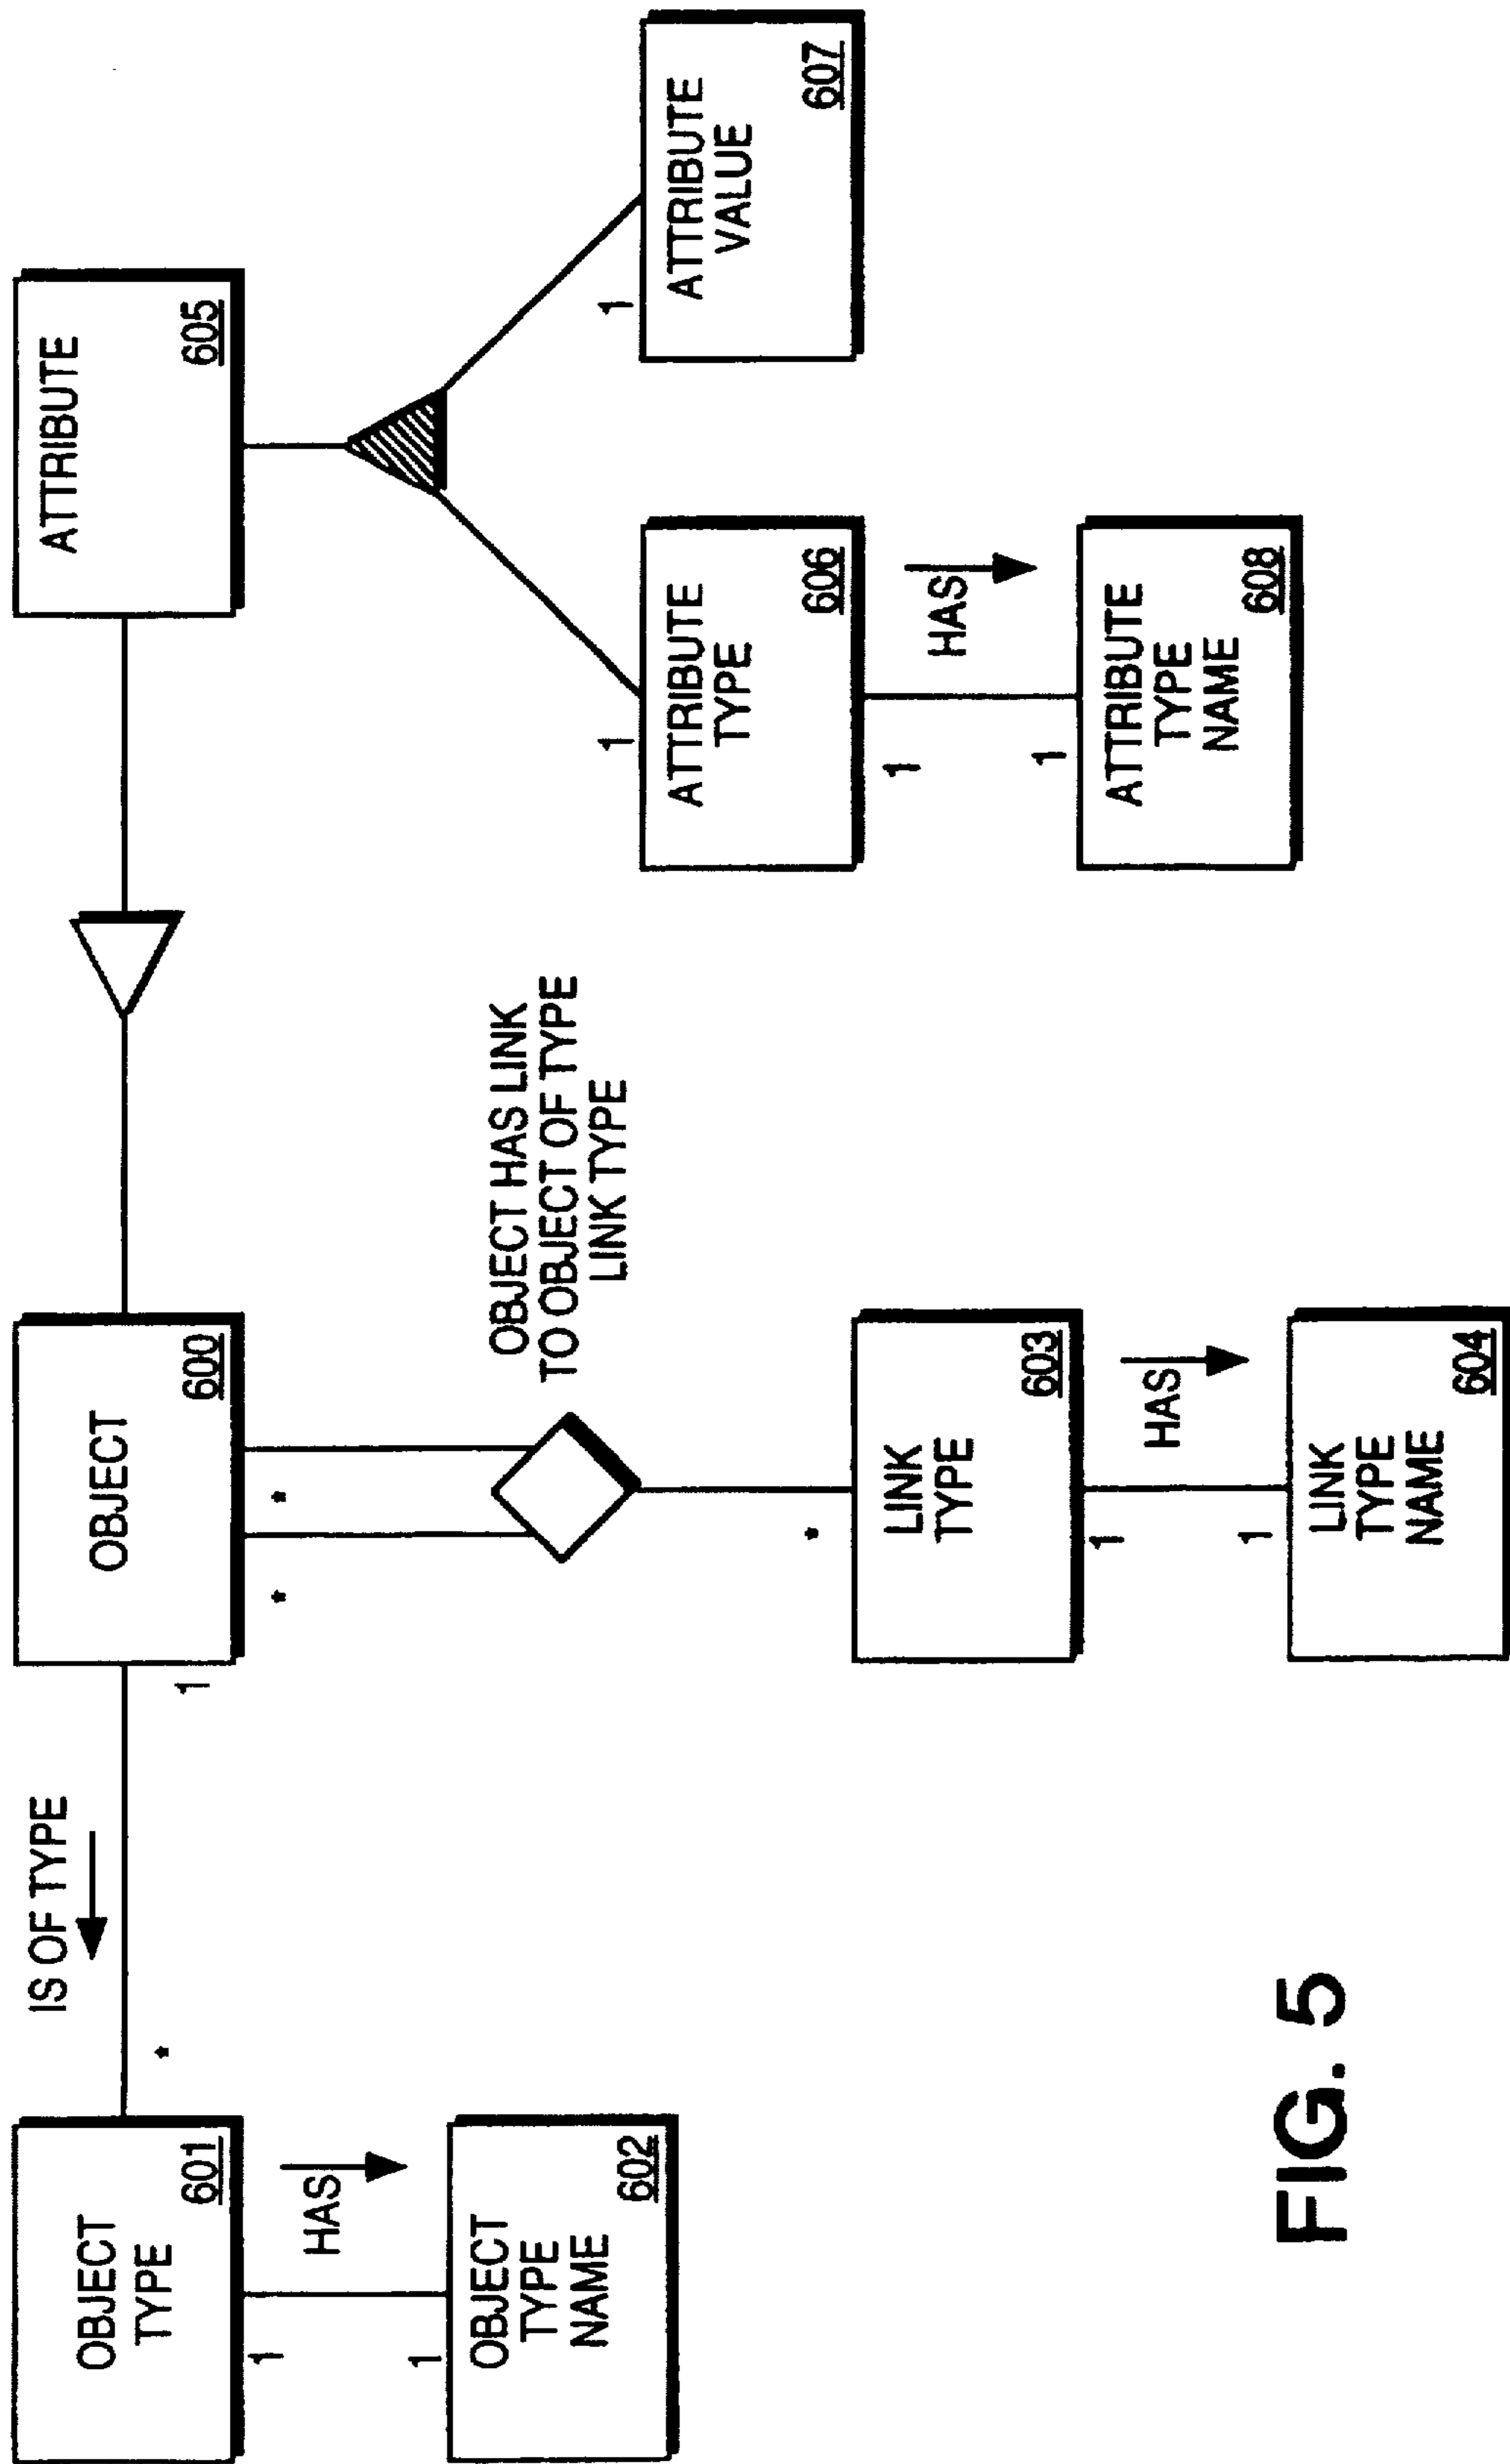 OBJECT
TYPE
601
1
HAS
1
OBJECT
TYPE
NAME
602
IS OF TYPE
*
1
OBJECT
600
*
*
OBJECT HAS LINK
TO OBJECT OF TYPE
LINK TYPE
*
LINK
TYPE
603
1
HAS
1
LINK
TYPE
NAME
604
ATTRIBUTE
605
1
ATTRIBUTE
TYPE
606
1
HAS
1
ATTRIBUTE
TYPE
NAME
608
1
ATTRIBUTE
VALUE
607
FIG. 5